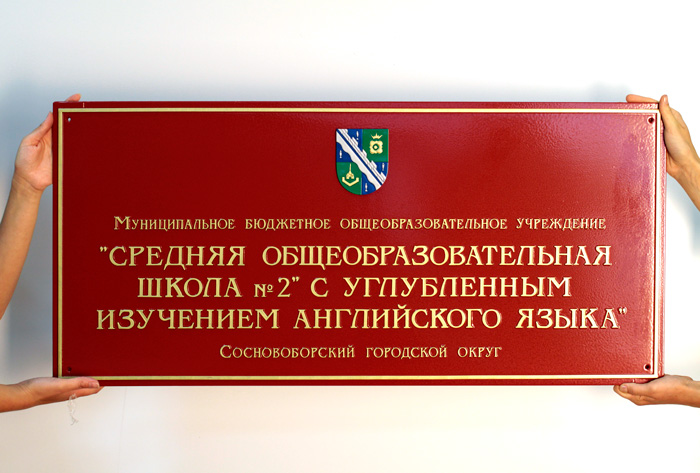 Муниципальное бюджетное общеобразовательное учреждение
"СРЕДНЯЯ ОБЩЕОБРАЗОВАТЕЛЬНАЯ
ШКОЛА №2" С УГЛУБЛЕННЫМ
ИЗУЧЕНИЕМ АНГЛИЙСКОГО ЯЗЫКА"
Сосновоборский городской округ